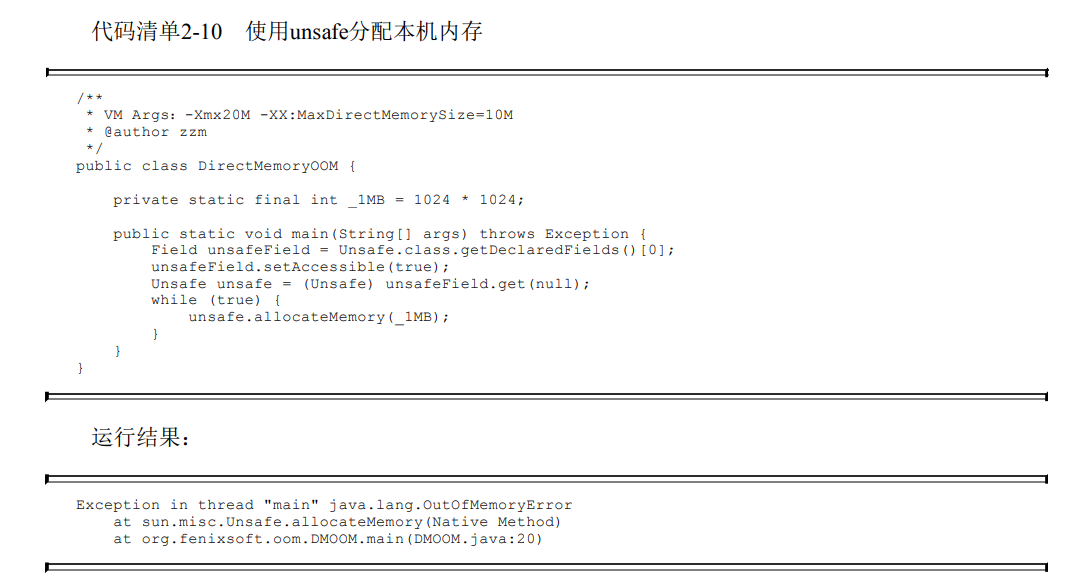 代码清单2-10 使用unsafe分配本机内存
/**
 * VM Args: -Xmx20M -XX:MaxDirectMemorySize=10M
 * @author zzm
 */
public class DirectMemoryOOM {
    private static final int _1MB = 1024 * 1024;
    public static void main(String[] args) throws Exception {
        Field unsafeField = Unsafe.class.getDeclaredFields()[0];
        unsafeField.setAccessible(true);
        Unsafe unsafe = (Unsafe) unsafeField.get(null);
        while (true) {
            unsafe.allocateMemory(_1MB);
        }
    }
}
运行结果：
Exception in thread "main" java.lang.OutOfMemoryError
    at sun.misc.Unsafe.allocateMemory(Native Method)
    at org.fenixsoft.oom.DMOOM.main(DMOOM.java:20)